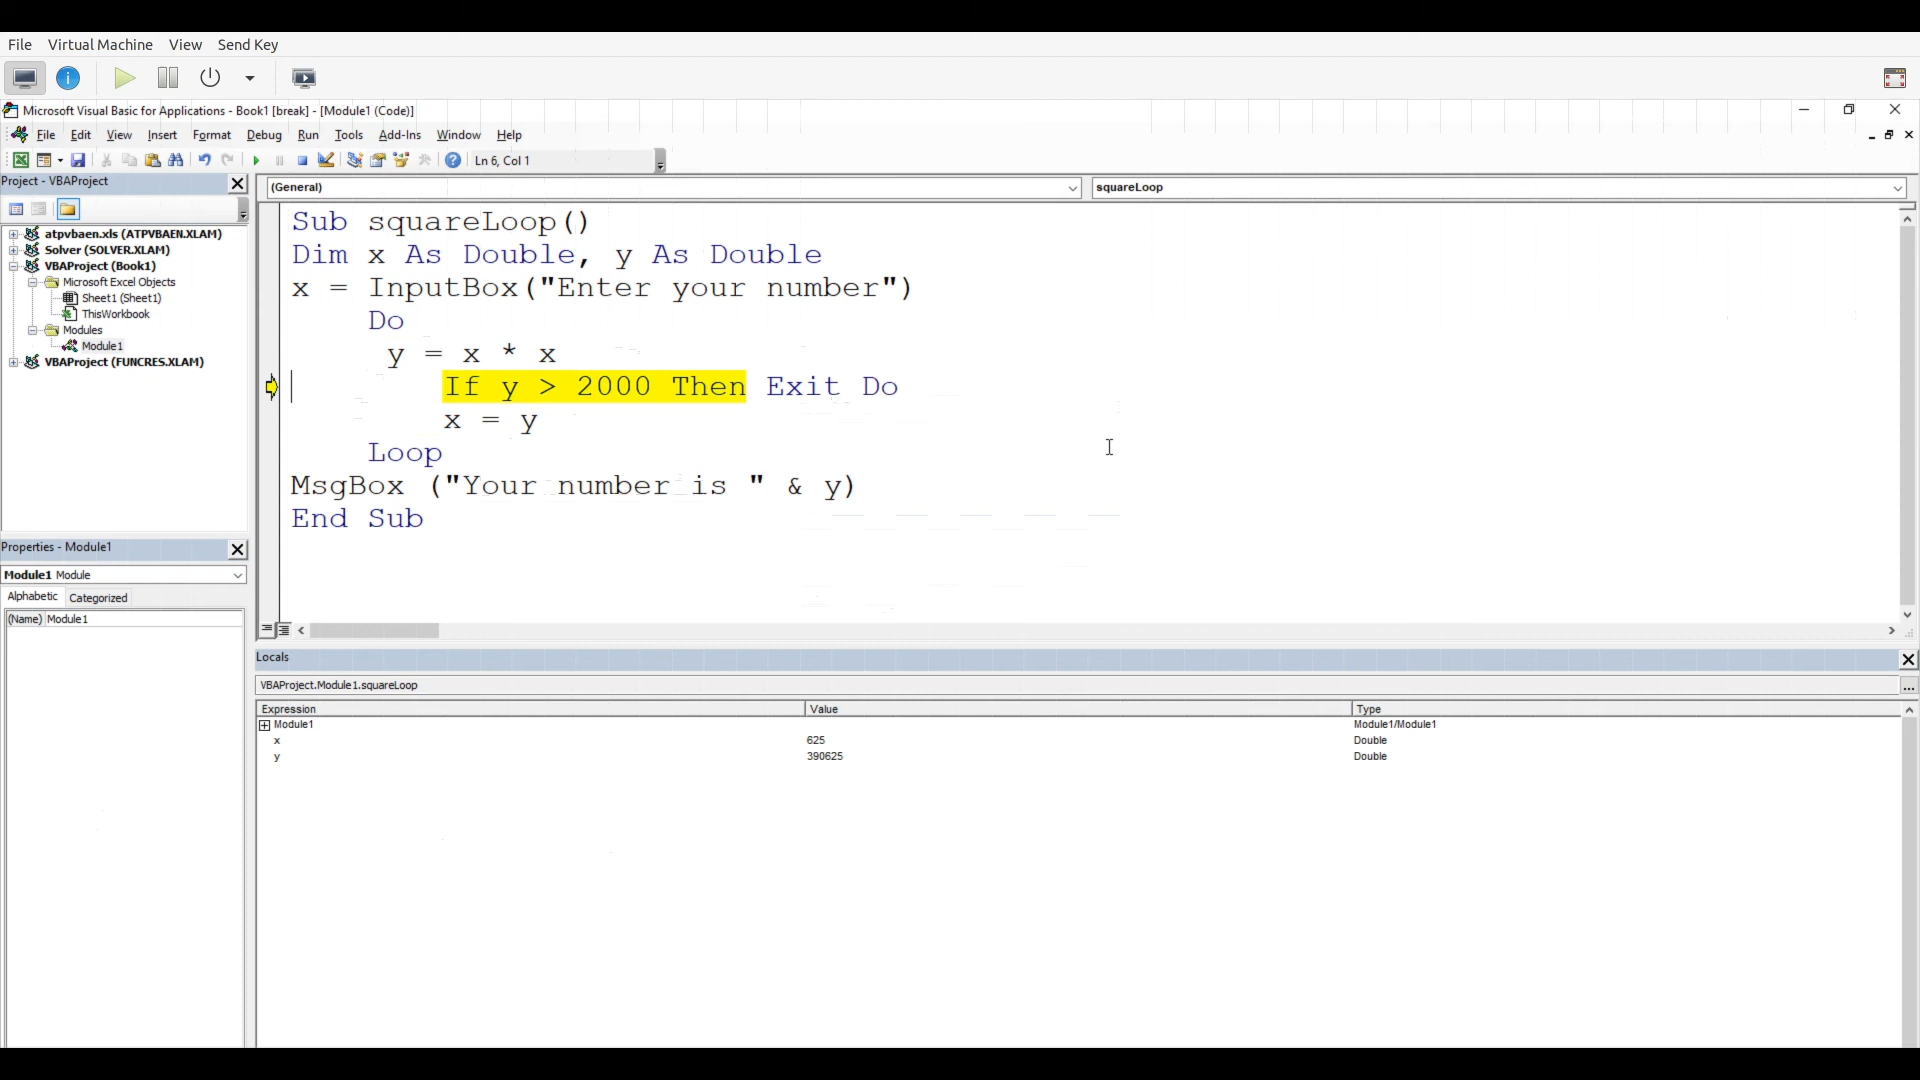 File Virtual Machine View Send Key
Microsoft Visual Basic for Applications - Book1 [break] - [Module1 (Code)]
File Edit View Insert Format Debug Run Tools Add-Ins Window Help
Ln 6, Col 1
Project - VBAProject
(General)
squareLoop
atpvbaen.xls (ATPVBAEN.XLAM)
Solver (SOLVER.XLAM)
VBAProject (Book1)
Microsoft Excel Objects
Sheet1 (Sheet1)
ThisWorkbook
Modules
Module1
VBAProject (FUNCRES.XLAM)
Sub squareLoop()
Dim x As Double, y As Double
x = InputBox("Enter your number")
Do
y = x * x
If y > 2000 Then Exit Do
x = y
Loop
MsgBox ("Your number is " & y)
End Sub
Properties - Module1
Module1 Module
Alphabetic Categorized
(Name) Module1
Locals
VBAProject.Module1.squareLoop
...
Expression Value Type
Module1 Module1/Module1
x 625 Double
y 390625 Double